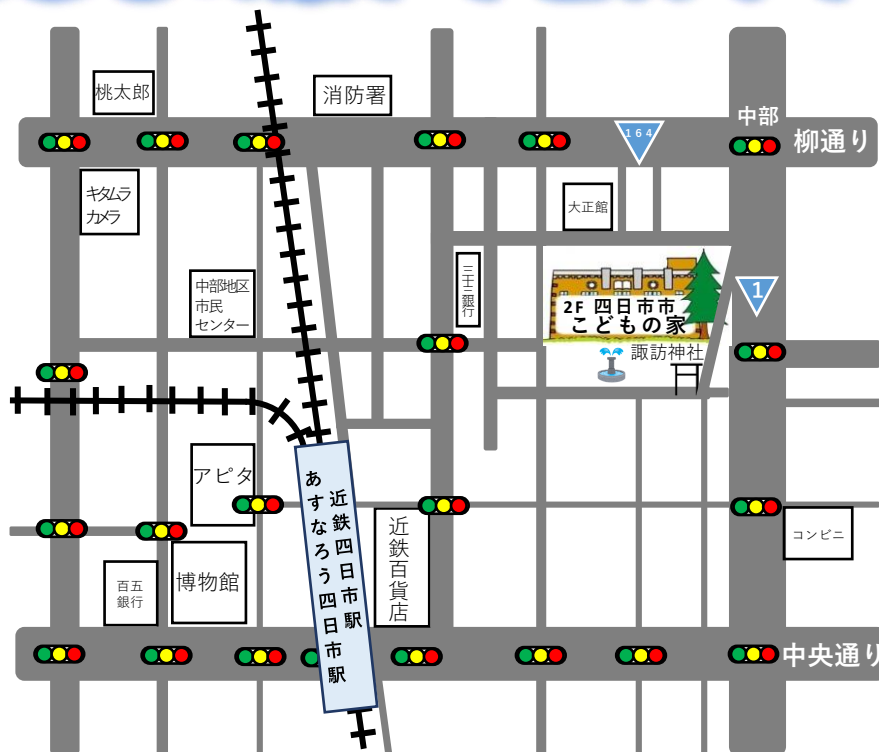 桃太郎
消防署
中部
164
柳通り
キタムラ
カメラ
大正館
中部地区
市民
センター
三十三銀行
1
2F 四日市市
こどもの家
諏訪神社
アピタ
近鉄四日市駅
あすなろう四日市駅
近鉄百貨店
コンビニ
百五
銀行
博物館
中央通り